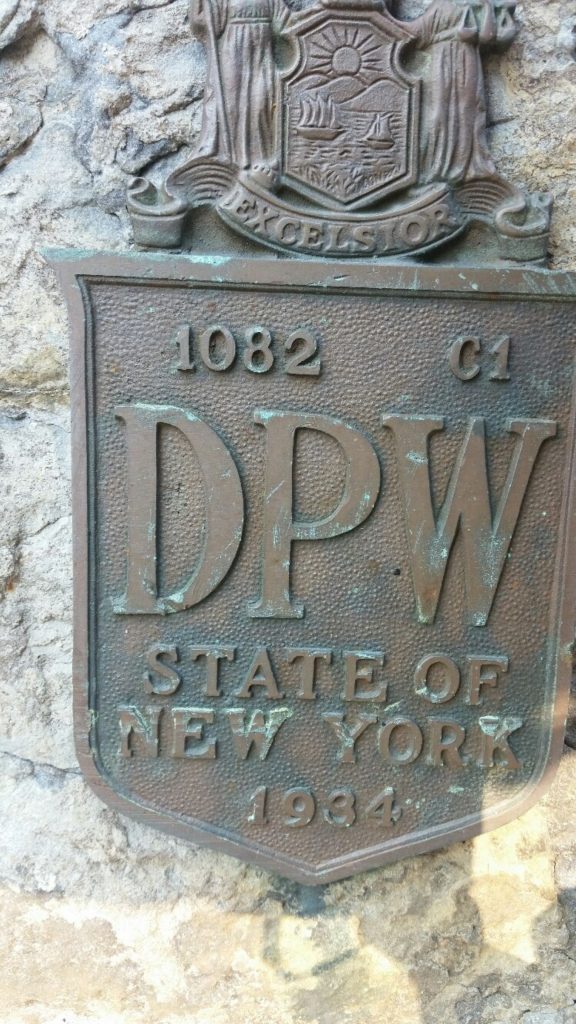 EXCELSIOR
1082 C1
DPW
STATE OF
NEW YORK
1934